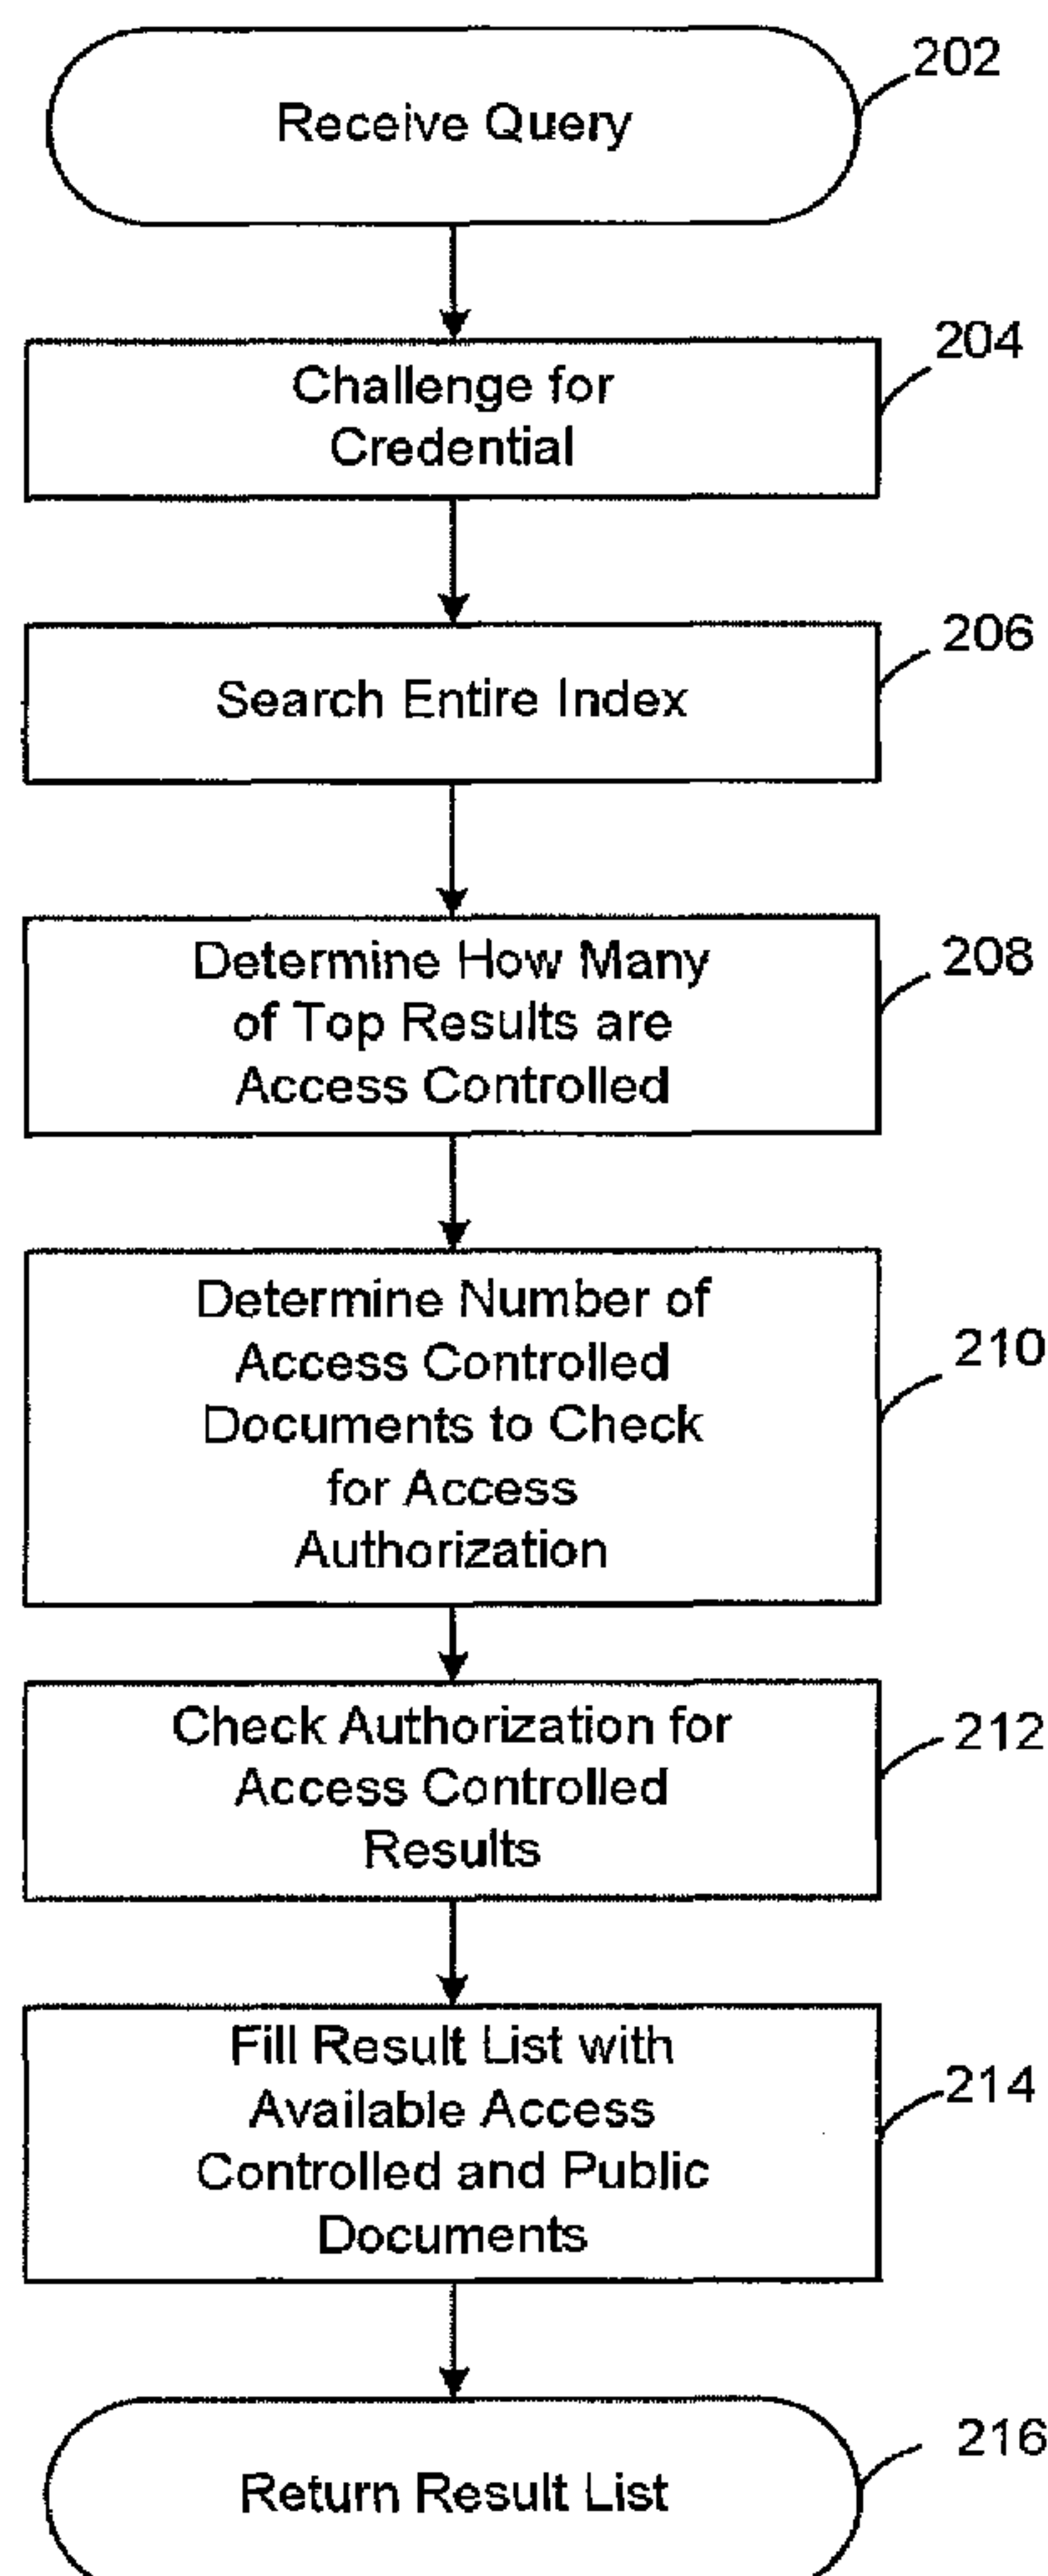 202
Receive Query
204
Challenge for
Credential
206
Search Entire Index
208
Determine How Many
of Top Results are
Access Controlled
210
Determine Number of
Access Controlled
Documents to Check
for Access
Authorization
212
Check Authorization for
Access Controlled
Results
214
Fill Result List with
Available Access
Controlled and Public
Documents
216
Return Result List